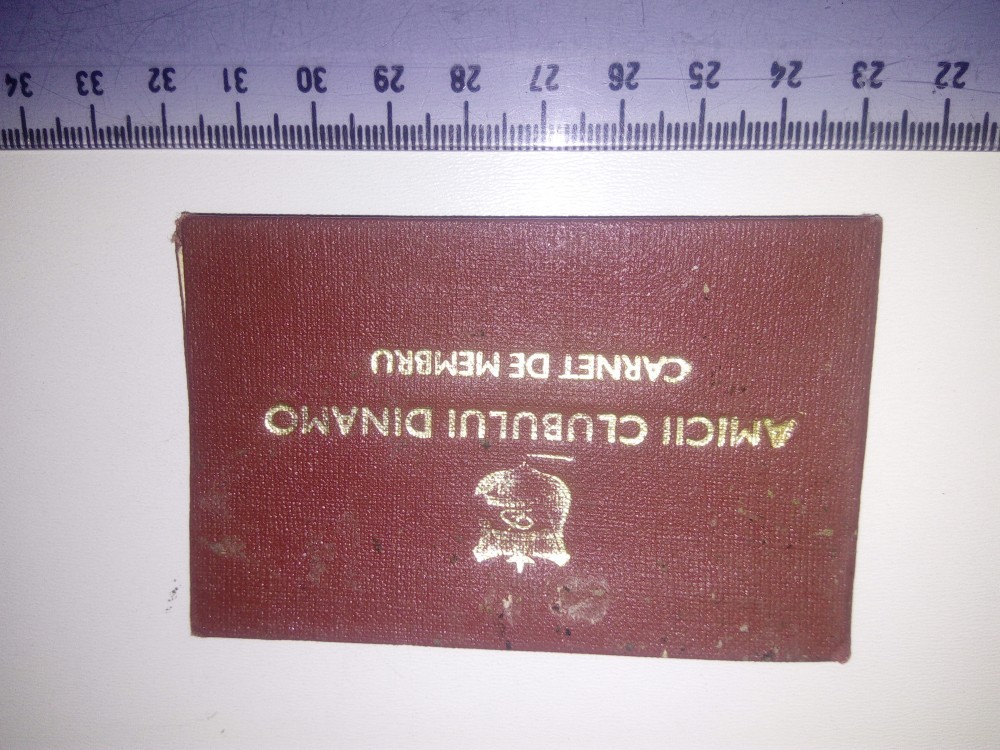 AMICII CLUBULUI DINAMO
CARNET DE MEMBRU
22 23 24 25 26 27 28 29 30 31 32 33 34